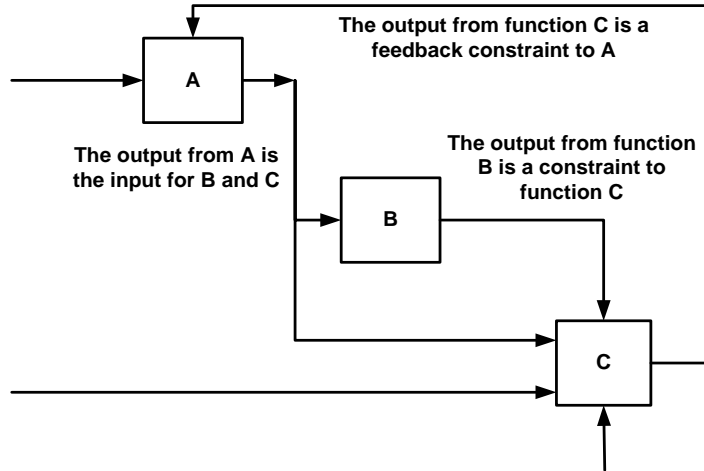 The output from function C is a
feedback constraint to A
A
The output from A is
the input for B and C
The output from function
B is a constraint to
function C
B
C